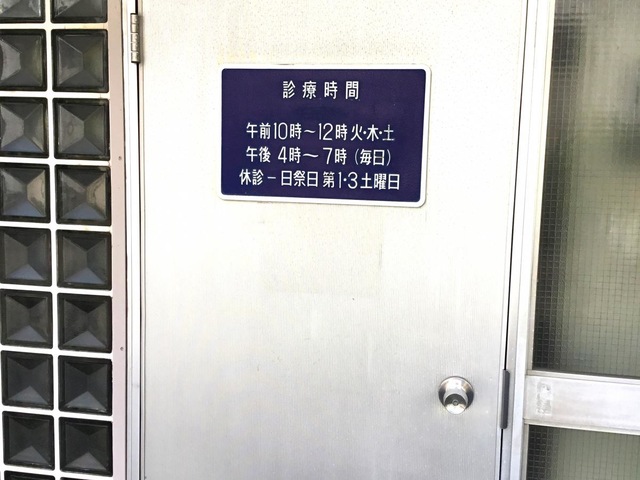 診療時間
午前10時〜12時 火・木・土
午後 4時〜 7時 (毎日)
休診 − 日祭日 第1・3土曜日